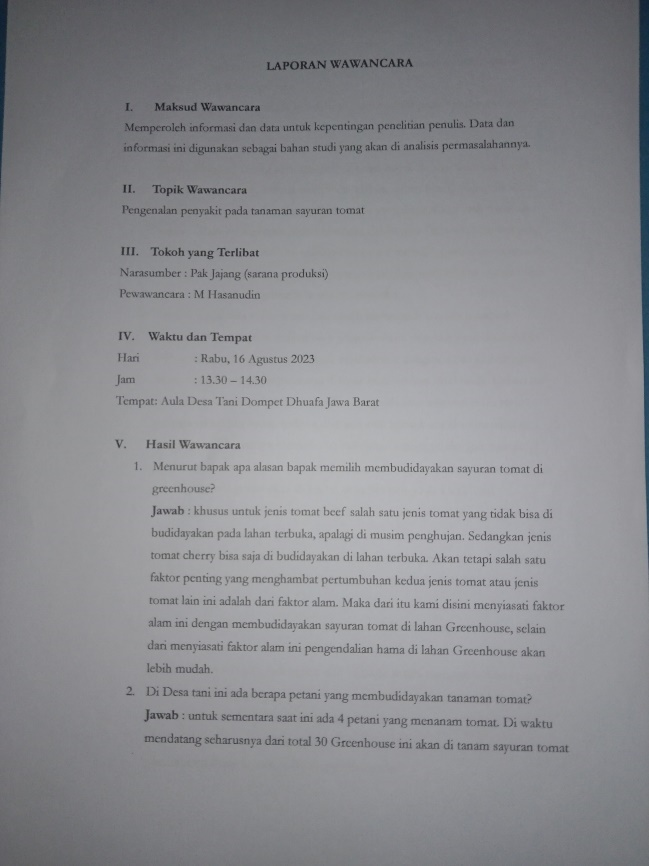 LAPORAN WAWANCARA
I. Maksud Wawancara
Memperoleh informasi dan data untuk kepentingan penelitian penulis. Data dan
informasi ini digunakan sebagai bahan studi yang akan di analisis permasalahannya.
II. Topik Wawancara
Pengenalan penyakit pada tanaman sayuran tomat
III. Tokoh yang Terlibat
Narasumber : Pak Jajang (sarana produksi)
Pewawancara : M Hasanudin
IV. Waktu dan Tempat
Hari : Rabu, 16 Agustus 2023
Jam : 13.30 – 14.30
Tempat: Aula Desa Tani Dompet Dhuafa Jawa Barat
V. Hasil Wawancara
1. Menurut bapak apa alasan bapak memilih membudidayakan sayuran tomat di
greenhouse?
Jawab : khusus untuk jenis tomat beef salah satu jenis tomat yang tidak bisa di
budidayakan pada lahan terbuka, apalagi di musim penghujan. Sedangkan jenis
tomat cherry bisa saja di budidayakan di lahan terbuka. Akan tetapi salah satu
faktor penting yang menghambat pertumbuhan kedua jenis tomat atau jenis
tomat lain ini adalah dari faktor alam. Maka dari itu kami disini menyiasati faktor
alam ini dengan membudidayakan sayuran tomat di lahan Greenhouse, selain
dari menyiasati faktor alam ini pengendalian hama di lahan Greenhouse akan
lebih mudah.
2. Di Desa tani ini ada berapa petani yang membudidayakan tanaman tomat?
Jawab : untuk sementara saat ini ada 4 petani yang menanam tomat. Di waktu
mendatang seharusnya dari total 30 Greenhouse ini akan di tanam sayuran tomat